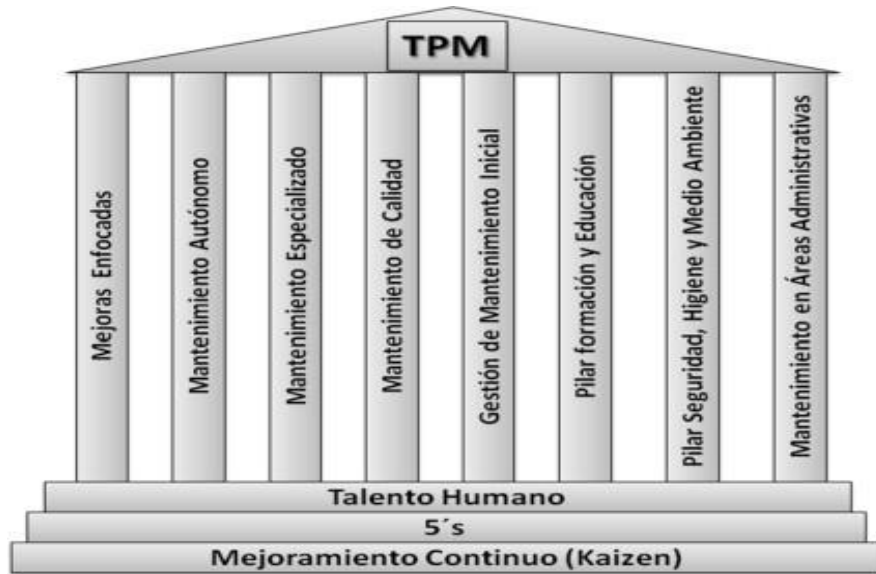 TPM
Mejoras Enfocadas
Mantenimiento Autónomo
Mantenimiento Especializado
Mantenimiento de Calidad
Gestión de Mantenimiento Inicial
Pilar formación y Educación
Pilar Seguridad, Higiene y Medio Ambiente
Mantenimiento en Áreas Administrativas
Talento Humano
5´s
Mejoramiento Continuo (Kaizen)